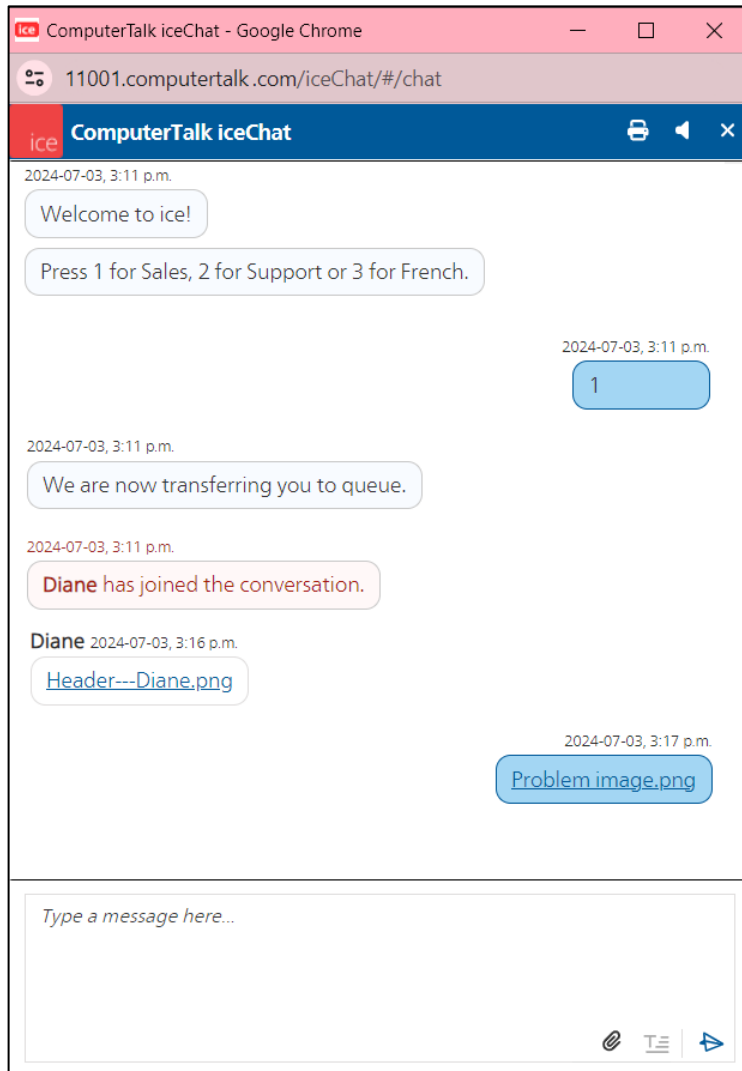 ice ComputerTalk iceChat - Google Chrome
11001.computertalk.com/iceChat/#/chat
ice ComputerTalk iceChat
2024-07-03, 3:11 p.m.
Welcome to ice!
Press 1 for Sales, 2 for Support or 3 for French.
2024-07-03, 3:11 p.m.
1
2024-07-03, 3:11 p.m.
We are now transferring you to queue.
2024-07-03, 3:11 p.m.
Diane has joined the conversation.
Diane 2024-07-03, 3:16 p.m.
Header---Diane.png
2024-07-03, 3:17 p.m.
Problem image.png
Type a message here...